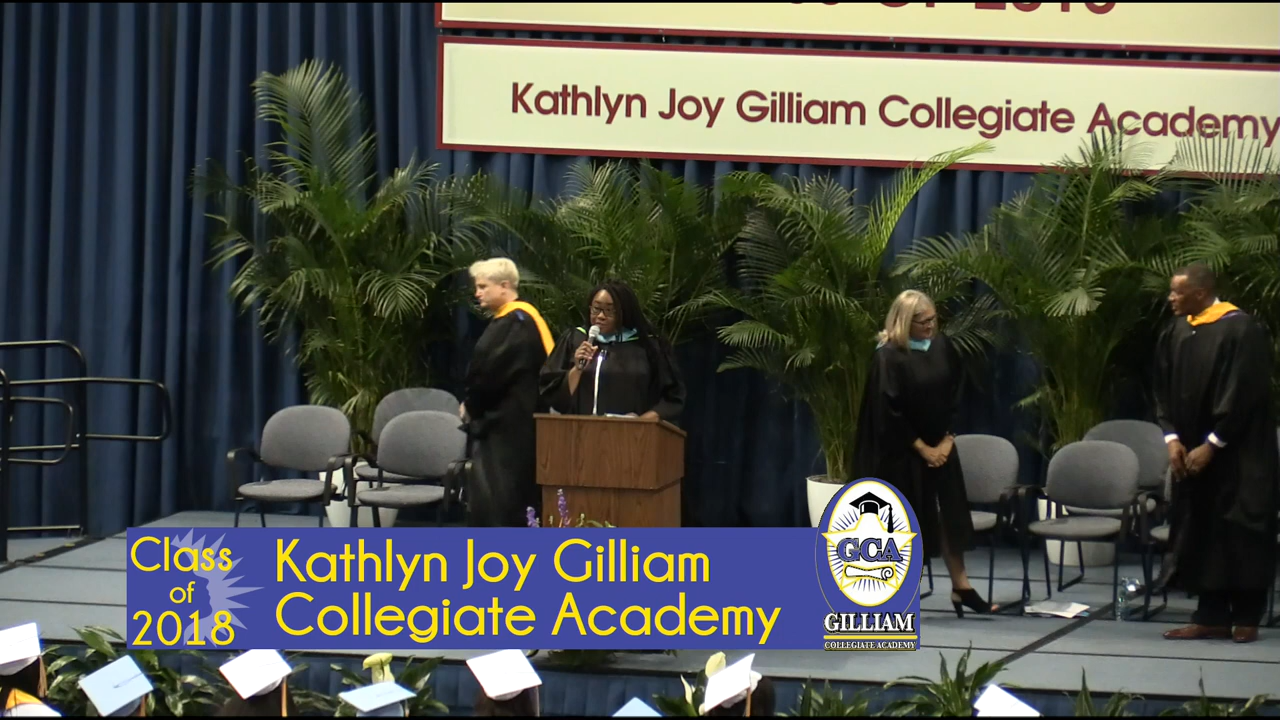 Kathlyn Joy Gilliam Collegiate Academy
Class
of
2018
Kathlyn Joy Gilliam
Collegiate Academy
GCA
GILLIAM
COLLEGIATE ACADEMY